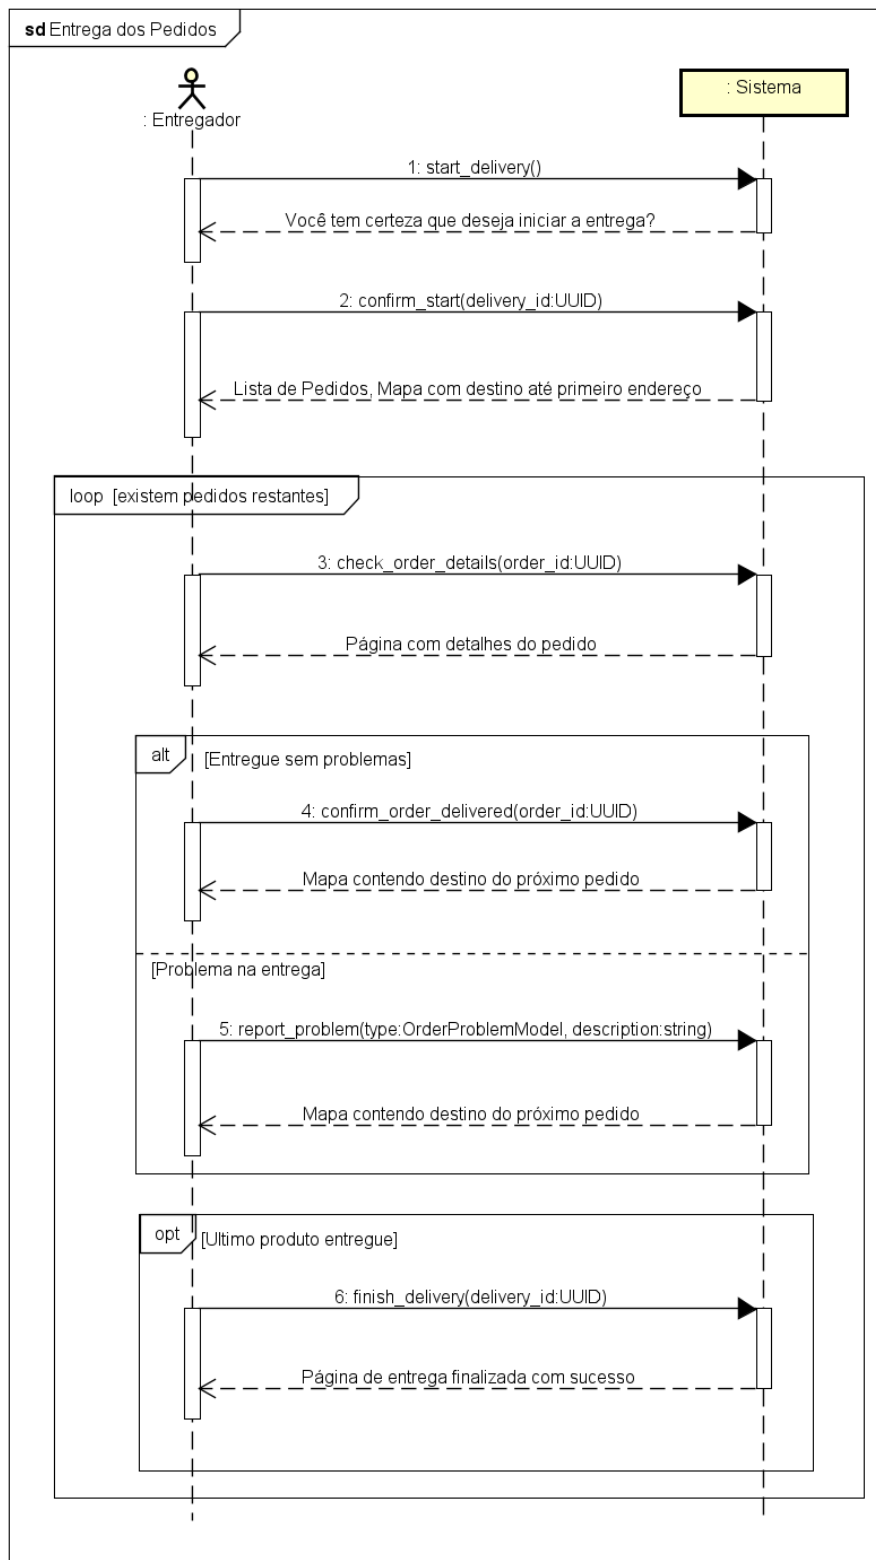 sd Entrega dos Pedidos
: Entregador
: Sistema
1: start_delivery()
Você tem certeza que deseja iniciar a entrega?
2: confirm_start(delivery_id:UUID)
Lista de Pedidos, Mapa com destino até primeiro endereço
loop [existem pedidos restantes]
3: check_order_details(order_id:UUID)
Página com detalhes do pedido
alt [Entregue sem problemas]
4: confirm_order_delivered(order_id:UUID)
Mapa contendo destino do próximo pedido
[Problema na entrega]
5: report_problem(type:OrderProblemModel, description:string)
Mapa contendo destino do próximo pedido
opt [Ultimo produto entregue]
6: finish_delivery(delivery_id:UUID)
Página de entrega finalizada com sucesso